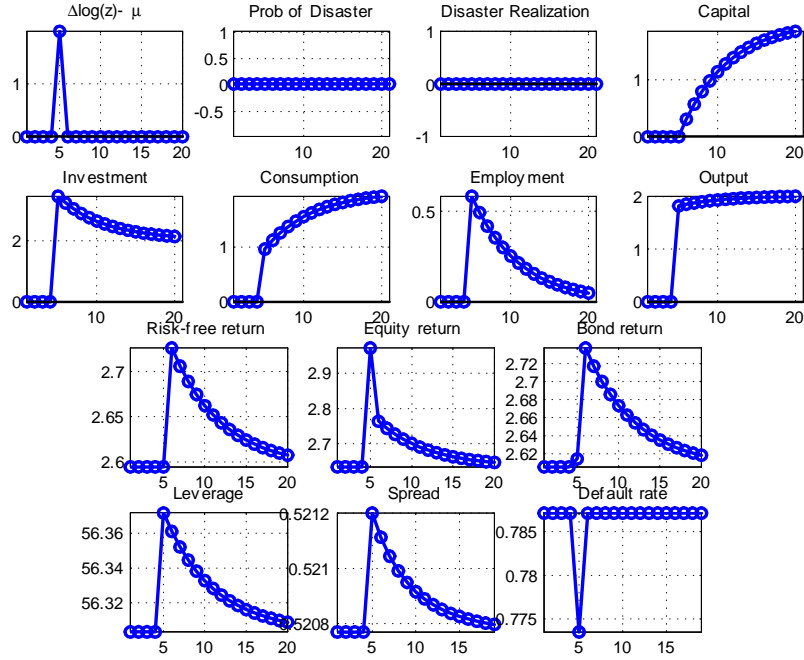 Δlog(z)- μ
Prob of Disaster
Disaster Realization
Capital
1
0
5 10 15 20
1
0.5
0
-0.5
-1
10 20
1
0
-1
10 20
1
0
10 20
Investment
Consumption
Employment
Output
2
0
10 20
1
0
10 20
0.5
0
10 20
2
1
0
10 20
Risk-free return
Equity return
Bond return
2.7
2.65
2.6
5 10 15 20
2.9
2.8
2.7
5 10 15 20
2.72
2.7
2.68
2.66
2.64
2.62
5 10 15 20
Leverage
Spread
Default rate
56.36
56.34
56.32
5 10 15 20
0.5212
0.521
0.5208
5 10 15
0.785
0.78
0.775
5 10 15